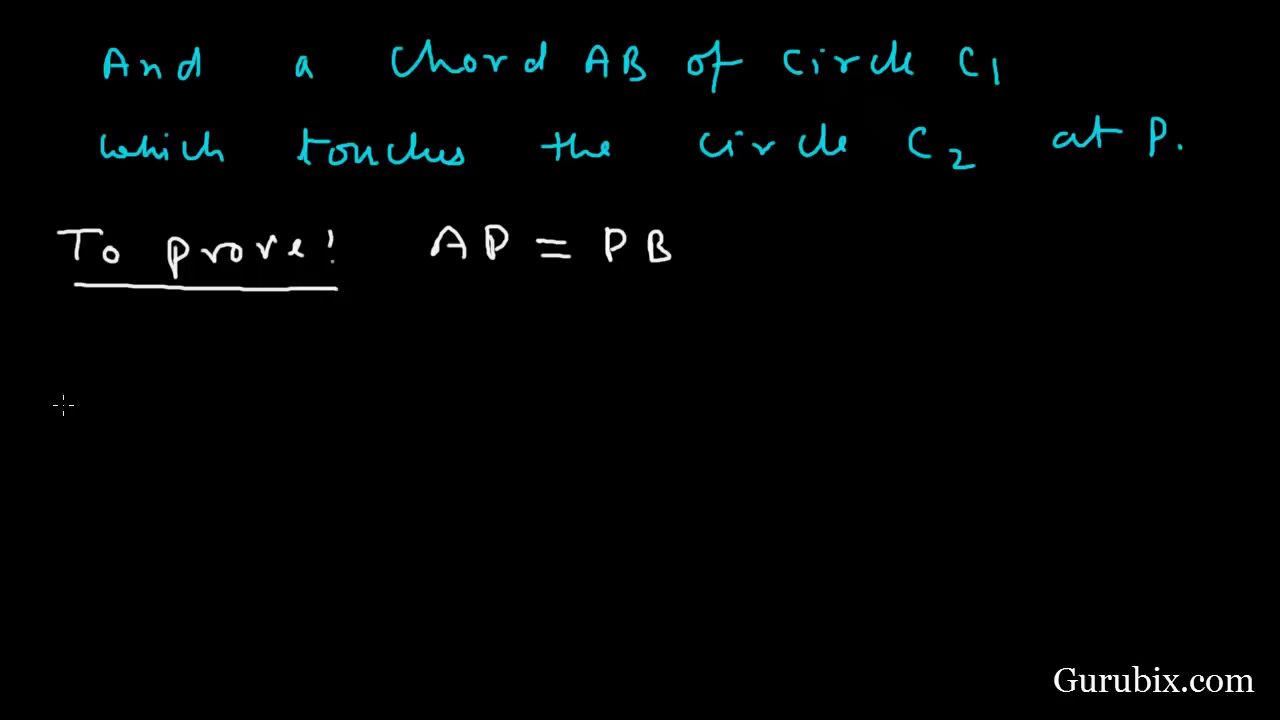 And a Chord AB of circle C1
which touches the circle C2 at P.
To prove! AP = PB
Gurubix.com